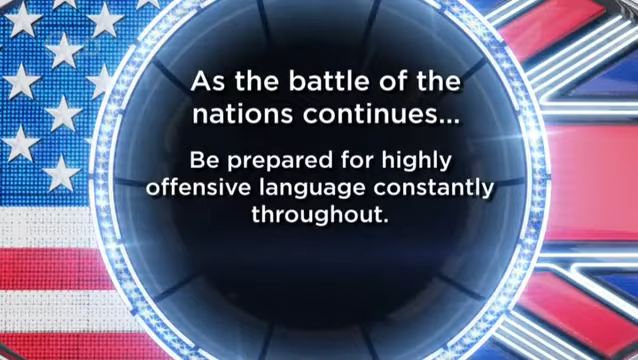 As the battle of the
nations continues...
Be prepared for highly
offensive language constantly
throughout.